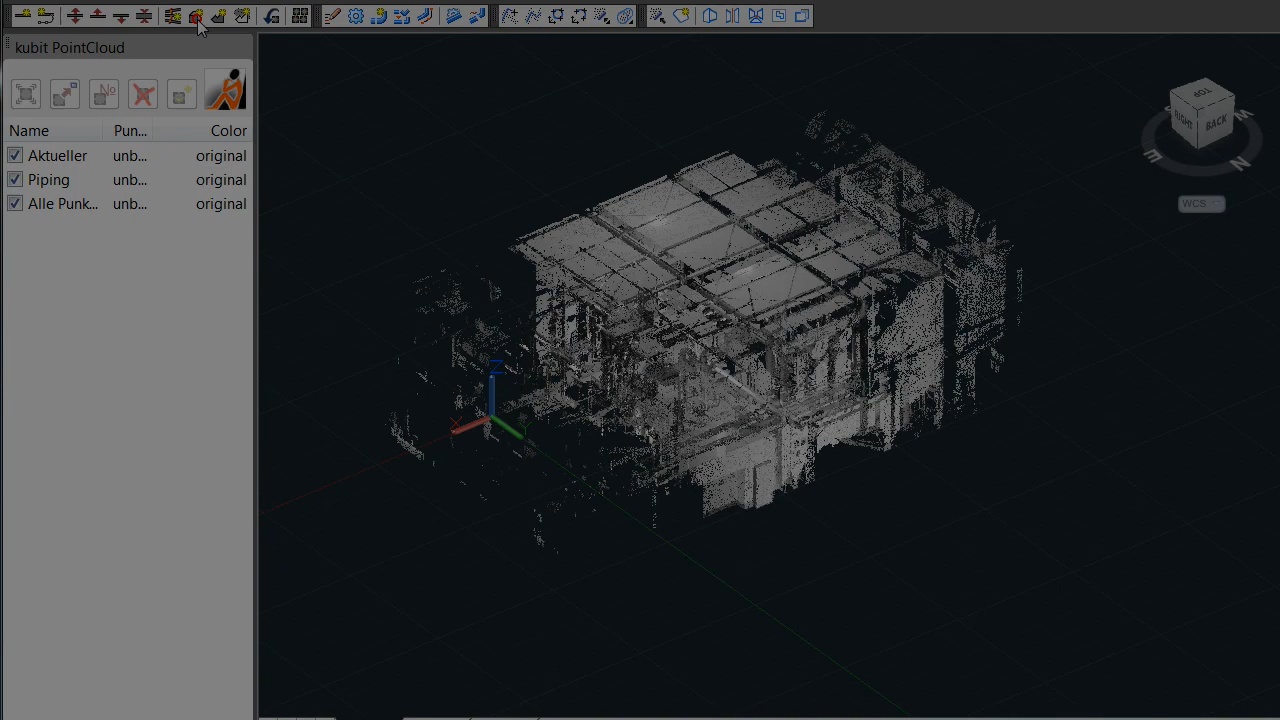 kubit PointCloud
No
Name Pun... Color
Aktueller unb... original
Piping unb... original
Alle Punk... unb... original
TOP
RIGHT BACK
E N W
WCS
Z
X
Y